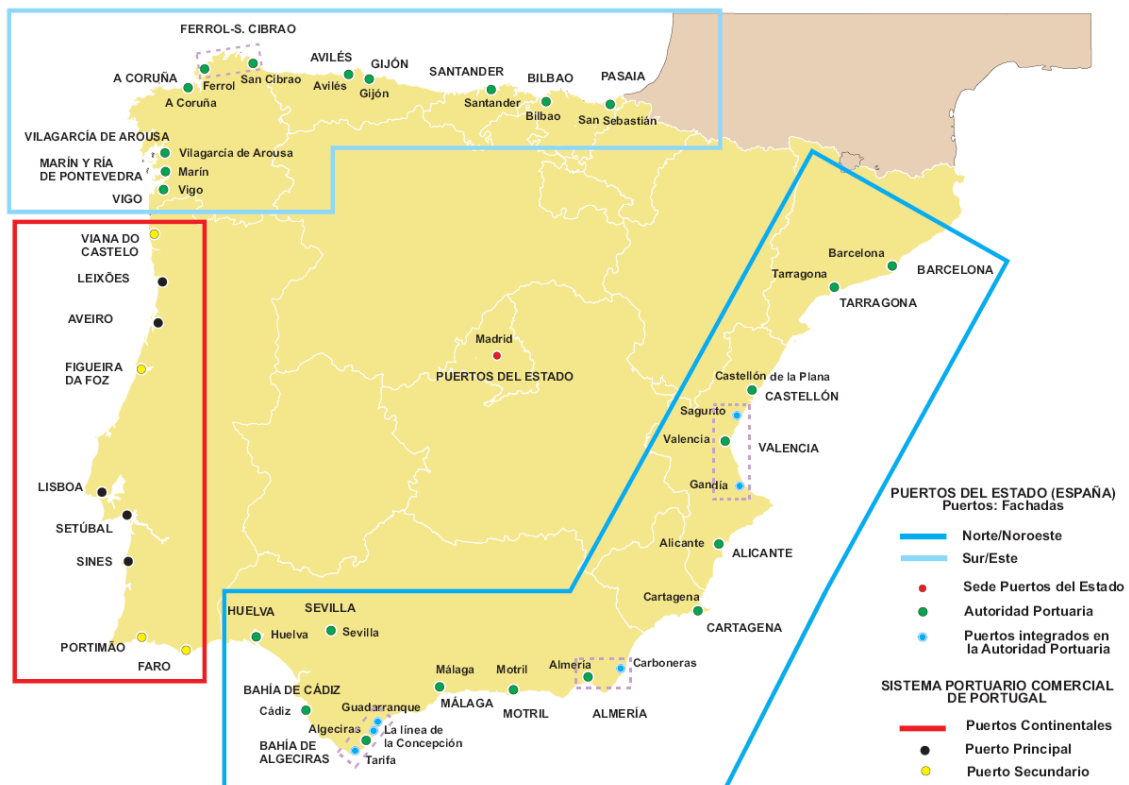 FERROL-S. CIBRAO
AVILÉS
GIJÓN
SANTANDER
BILBAO
PASAIA
A CORUÑA
Ferrol
San Cibrao
Avilés
Gijón
A Coruña
Santander
Bilbao
San Sebastián
VILAGARCÍA DE AROUSA
Vilagarcía de Arousa
MARÍN Y RÍA
DE PONTEVEDRA
Marín
Vigo
VIGO
VIANA DO
CASTELO
LEIXÕES
AVEIRO
FIGUEIRA
DA FOZ
LISBOA
SETÚBAL
SINES
PORTIMÃO
FARO
Madrid
PUERTOS DEL ESTADO
Barcelona
BARCELONA
Tarragona
TARRAGONA
Castellón de la Plana
CASTELLÓN
Sagunto
Valencia
VALENCIA
Gandía
Alicante
ALICANTE
Cartagena
CARTAGENA
HUELVA
Huelva
SEVILLA
Sevilla
BAHÍA DE CÁDIZ
Cádiz
Málaga
MÁLAGA
Motril
MOTRIL
Almería
Carboneras
ALMERÍA
Guadarranque
Algeciras
La línea de
la Concepción
BAHÍA DE
ALGECIRAS
Tarifa
PUERTOS DEL ESTADO (ESPAÑA)
Puertos: Fachadas
Norte/Noroeste
Sur/Este
Sede Puertos del Estado
Autoridad Portuaria
Puertos integrados en
la Autoridad Portuaria
SISTEMA PORTUARIO COMERCIAL
DE PORTUGAL
Puertos Continentales
Puerto Principal
Puerto Secundario